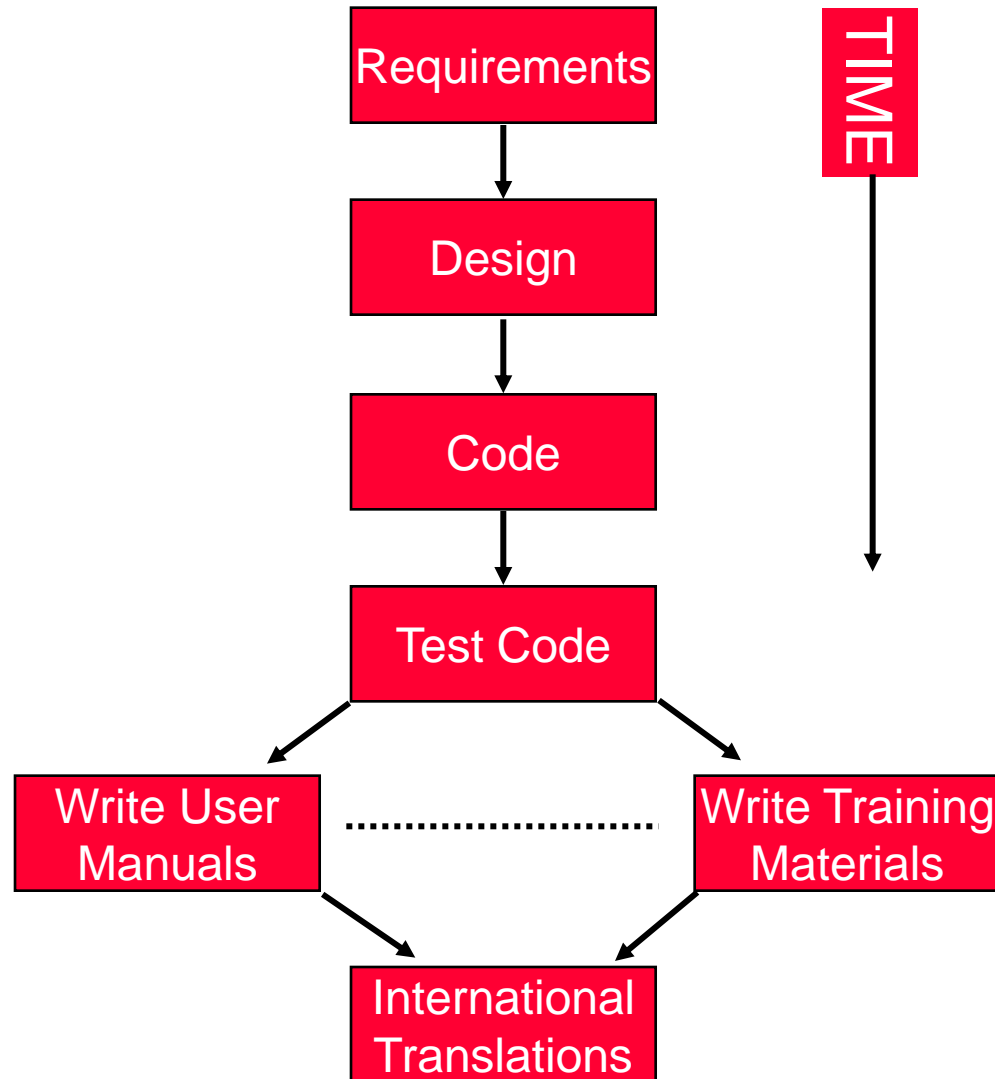 Requirements
TIME
Design
Code
Test Code
Write User
Manuals
Write Training
Materials
International
Translations